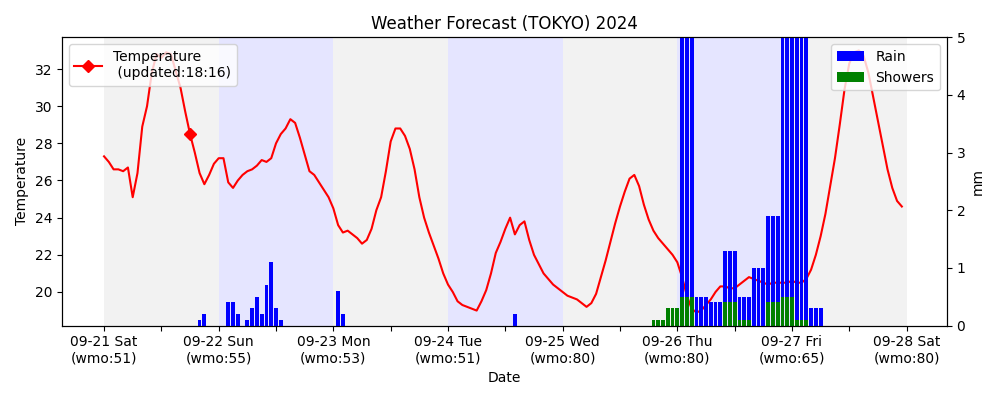 Weather Forecast (TOKYO) 2024
Temperature
(updated:18:16)
Rain
Showers
Temperature
32
30
28
26
24
22
20
5
4
3
2
1
0
mm
09-21 Sat
(wmo:51)
09-22 Sun
(wmo:55)
09-23 Mon
(wmo:53)
09-24 Tue
(wmo:51)
09-25 Wed
(wmo:80)
09-26 Thu
(wmo:80)
09-27 Fri
(wmo:65)
09-28 Sat
(wmo:80)
Date